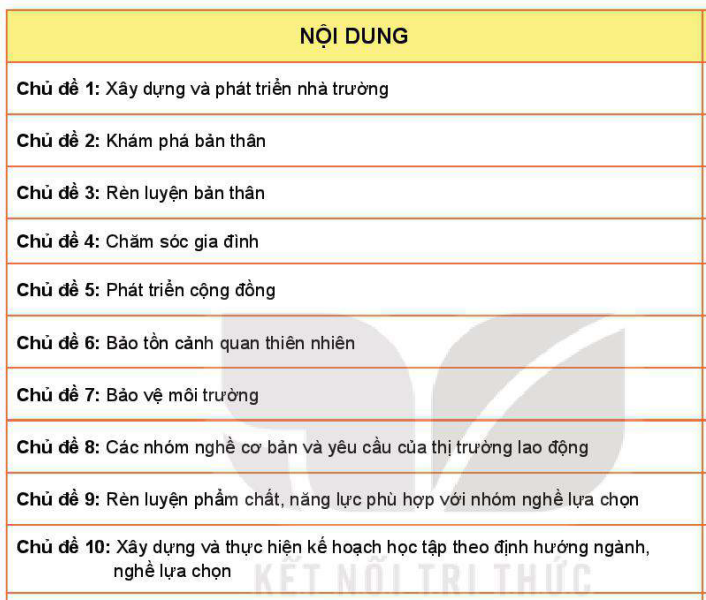 NỘI DUNG
Chủ đề 1: Xây dựng và phát triển nhà trường
Chủ đề 2: Khám phá bản thân
Chủ đề 3: Rèn luyện bản thân
Chủ đề 4: Chăm sóc gia đình
Chủ đề 5: Phát triển cộng đồng
Chủ đề 6: Bảo tồn cảnh quan thiên nhiên
Chủ đề 7: Bảo vệ môi trường
Chủ đề 8: Các nhóm nghề cơ bản và yêu cầu của thị trường lao động
Chủ đề 9: Rèn luyện phẩm chất, năng lực phù hợp với nhóm nghề lựa chọn
Chủ đề 10: Xây dựng và thực hiện kế hoạch học tập theo định hướng ngành,
nghề lựa chọn
KẾT NỐI TRI THỨC